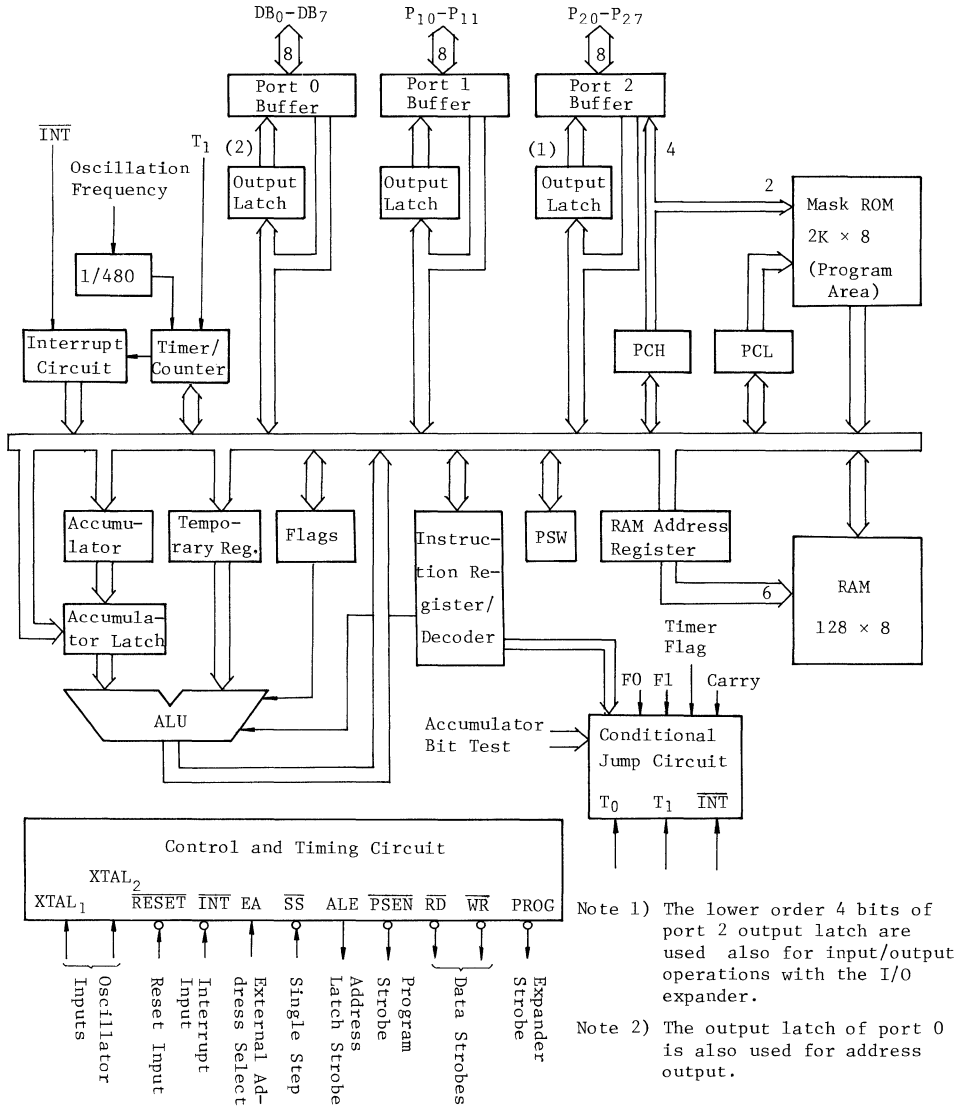 DB0-DB7
P10-P11
P20-P27
8
8
8
Port 0
Buffer
Port 1
Buffer
Port 2
Buffer
INT
T1
(2)
(1)
4
Oscillation
Frequency
Output
Latch
Output
Latch
Output
Latch
2
Mask ROM
2K × 8
(Program
Area)
1/480
Interrupt
Circuit
Timer/
Counter
PCH
PCL
Accumu-
lator
Tempo-
rary Reg.
Flags
Instruc-
tion Re-
gister/
Decoder
PSW
RAM Address
Register
6
RAM
128 × 8
Accumula-
tor Latch
Timer
Flag
F0 F1
Carry
ALU
Accumulator
Bit Test
Conditional
Jump Circuit
T0 T1 INT
Control and Timing Circuit
XTAL1 XTAL2 RESET INT EA SS ALE PSEN RD WR PROG
Oscillator
Inputs
Reset Input
Interrupt
Input
External Ad-
dress Select
Single Step
Address
Latch Strobe
Program
Strobe
Data Strobes
Expander
Strobe
Note 1) The lower order 4 bits of
port 2 output latch are
used also for input/output
operations with the I/O
expander.
Note 2) The output latch of port 0
is also used for address
output.